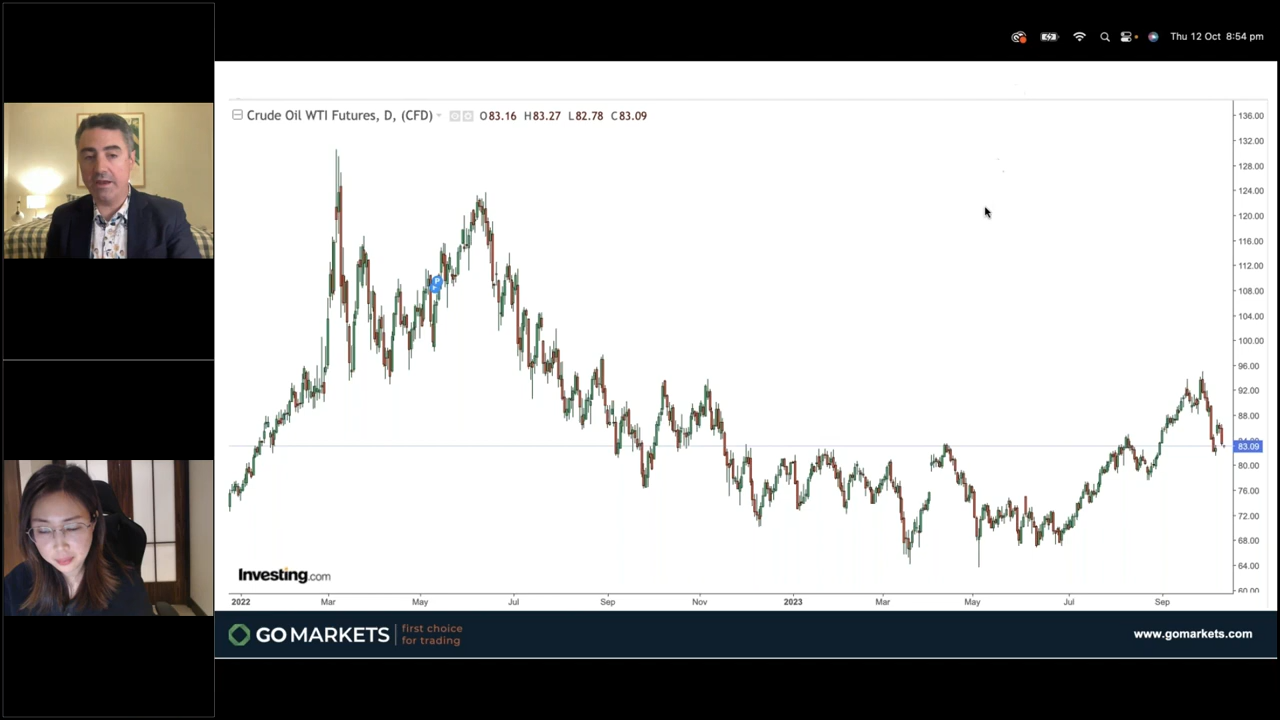 Thu 12 Oct 8:54 pm
Crude Oil WTI Futures, D, (CFD) O83.16 H83.27 L82.78 C83.09
136.00
132.00
128.00
124.00
120.00
116.00
112.00
108.00
104.00
100.00
96.00
92.00
88.00
83.09
80.00
76.00
72.00
68.00
64.00
60.00
Investing.com
2022 Mar May Jul Sep Nov 2023 Mar May Jul Sep
GO MARKETS
first choice
for trading
www.gomarkets.com